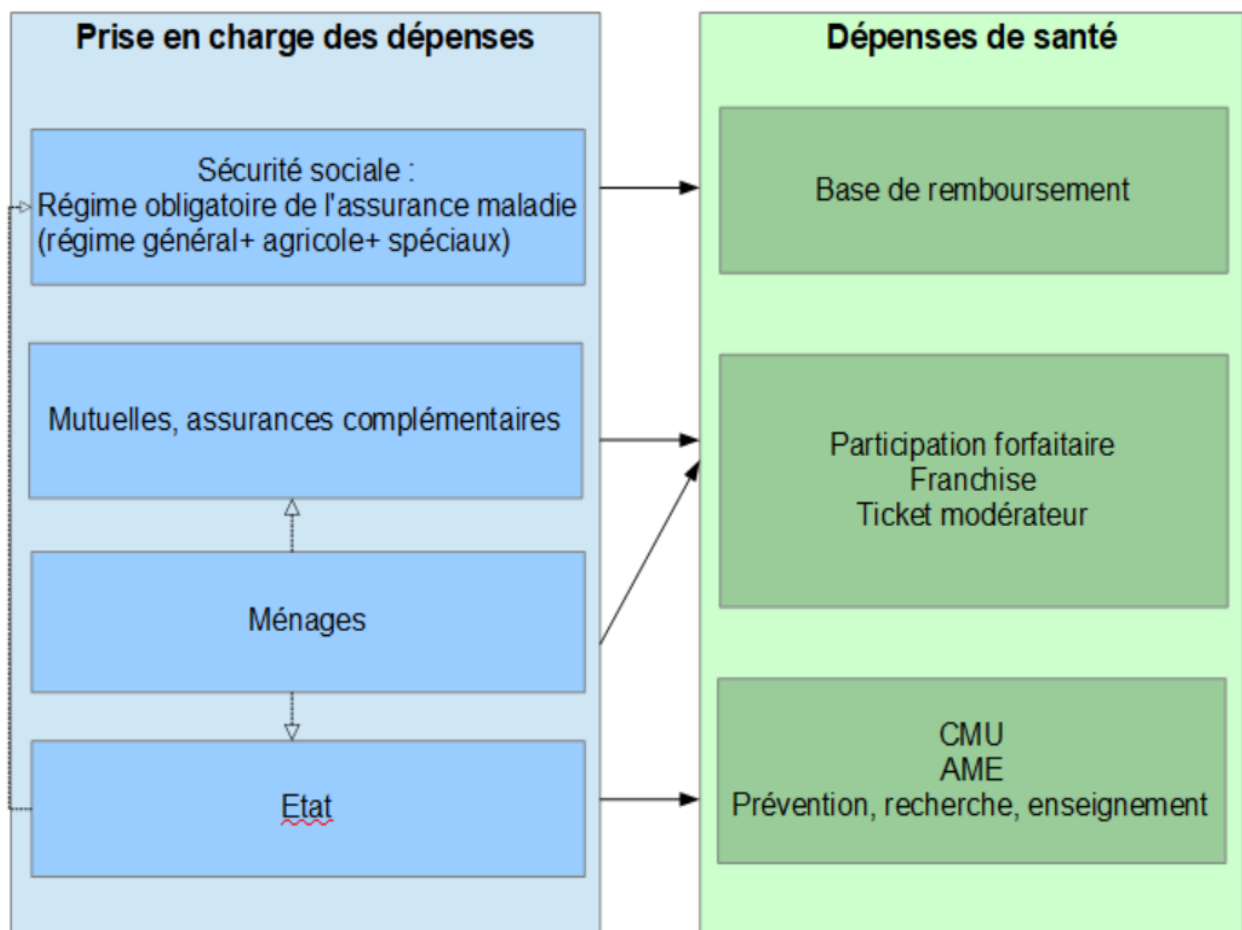 Prise en charge des dépenses
Sécurité sociale :
Régime obligatoire de l'assurance maladie
(régime général+ agricole+ spéciaux)
Mutuelles, assurances complémentaires
Ménages
Etat
Dépenses de santé
Base de remboursement
Participation forfaitaire
Franchise
Ticket modérateur
CMU
AME
Prévention, recherche, enseignement